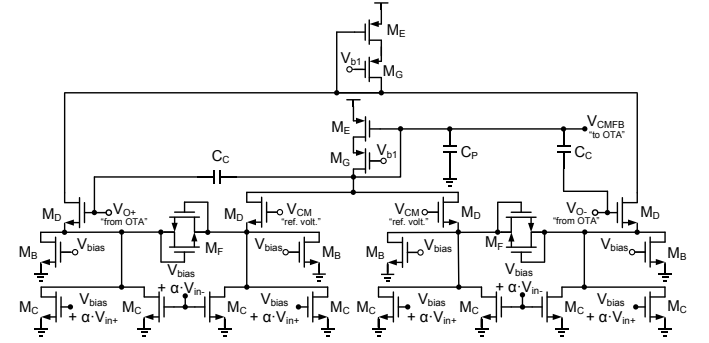 M_E
V_b1
M_G
M_E
V_CMFB
"to OTA"
M_G
V_b1
C_P
C_C
C_C
M_D
V_O+
"from OTA"
M_D
V_CM
"ref. volt."
V_CM
"ref. volt."
M_D
V_O-
"from OTA"
M_D
M_B
V_bias
M_F
V_bias
M_B
M_B
V_bias
M_F
V_bias
M_B
V_bias
+ α·V_in-
V_bias
+ α·V_in-
M_C
V_bias
+ α·V_in+
M_C
M_C
V_bias
+ α·V_in+
M_C
M_C
V_bias
+ α·V_in+
M_C
M_C
V_bias
+ α·V_in+
M_C